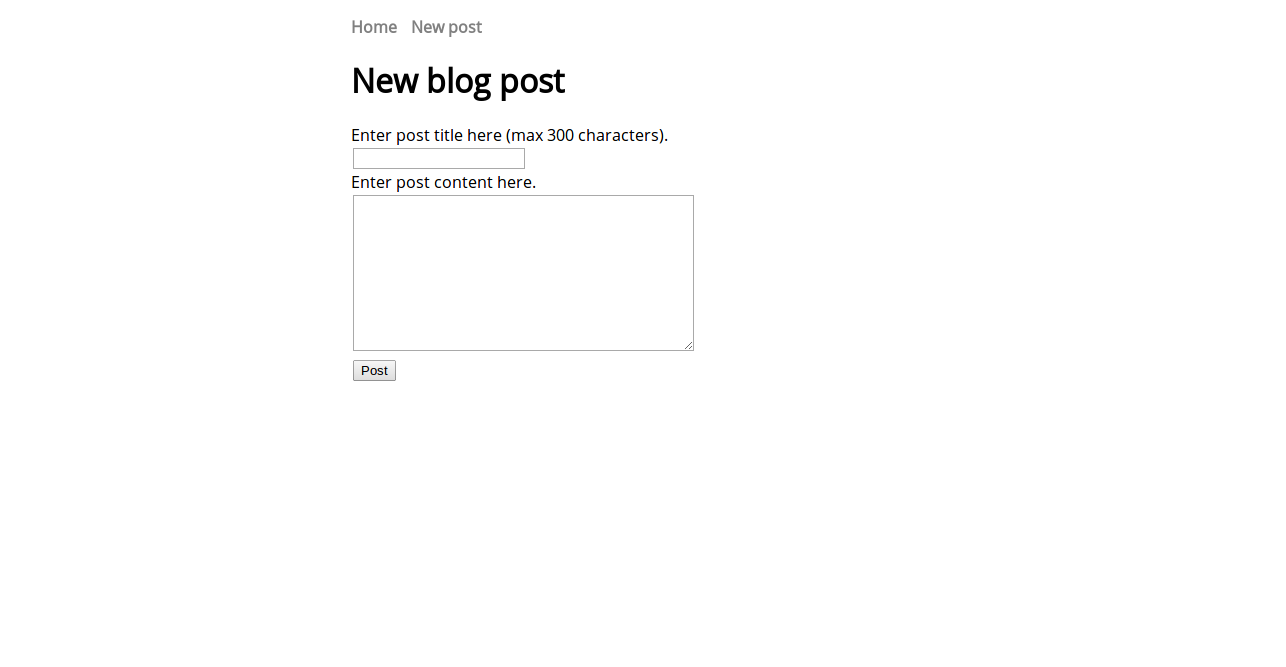 Home New post
New blog post
Enter post title here (max 300 characters).
Enter post content here.
Post